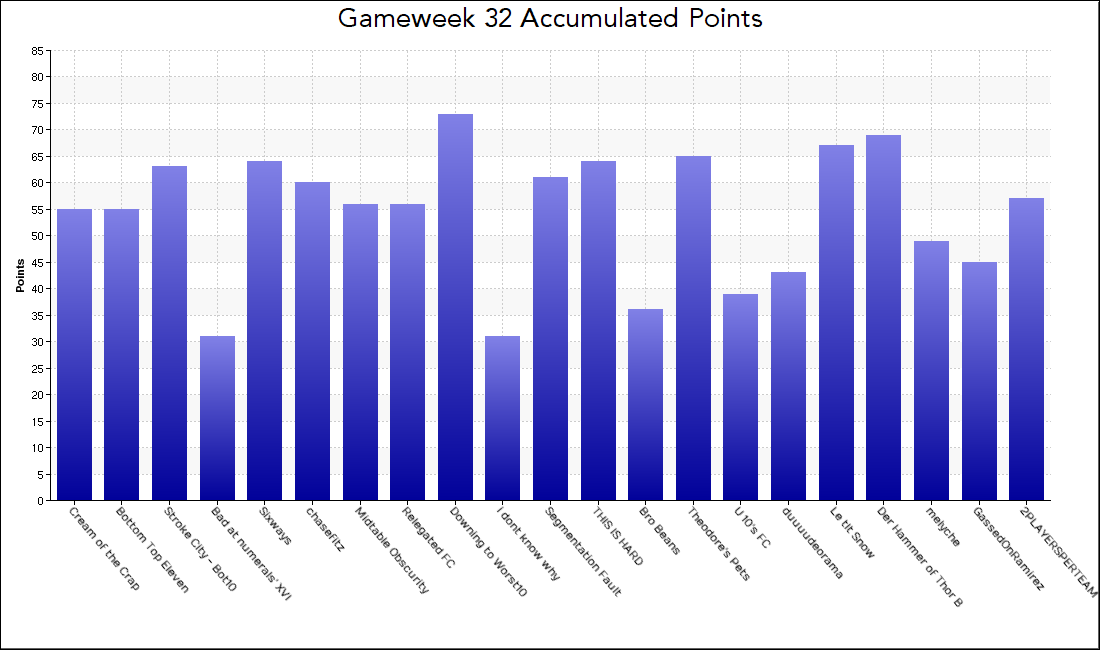 Gameweek 32 Accumulated Points
Points
85
80
75
70
65
60
55
50
45
40
35
30
25
20
15
10
5
0
Cream of the Crap
Bottom Top Eleven
Stroke City - Bot10
Bad at numerals' XVI
Sixways
chasefitz
Midtable Obscurity
Relegated FC
Downing to Worst10
i dont know why
Segmentation Fault
THIS IS HARD
Bro Beans
Theodore's Pets
U10's FC
duuuudeorama
Le tit Snow
Der Hammer of Thor B
melyche
GassedOnRamirez
2PLAYERSPERTEAM